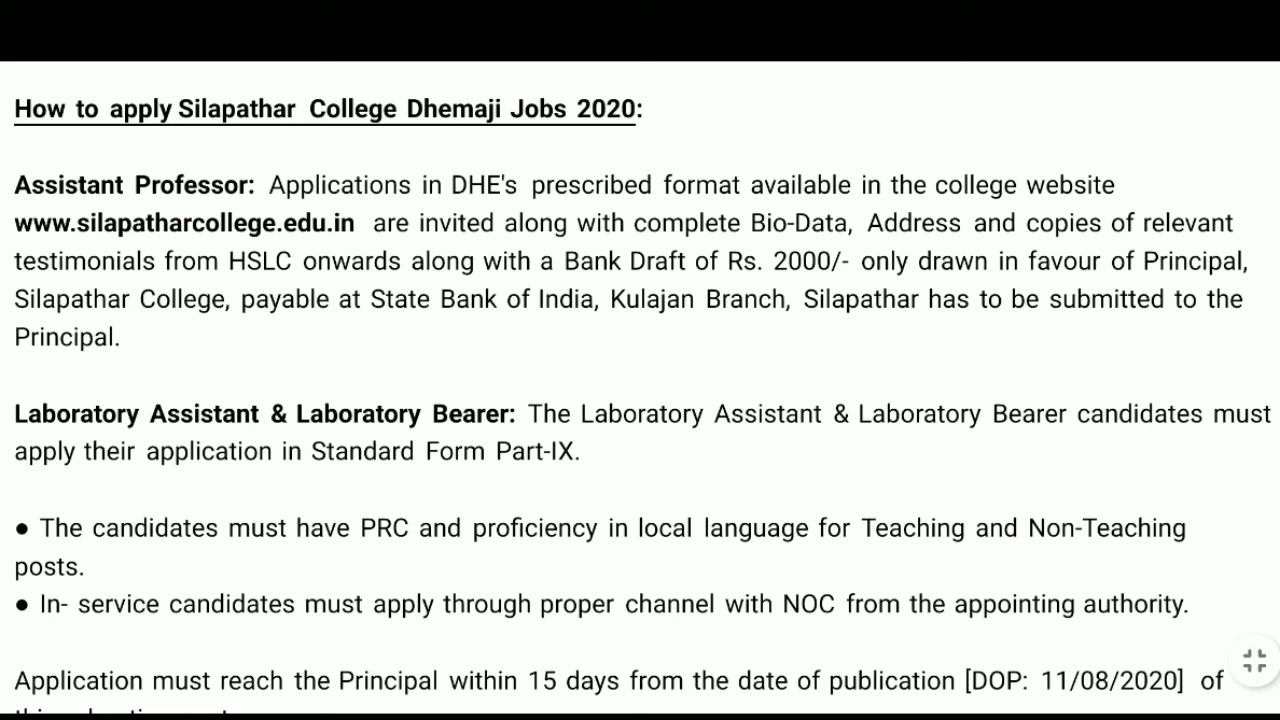 How to apply Silapathar College Dhemaji Jobs 2020:
Assistant Professor: Applications in DHE's prescribed format available in the college website
www.silapatharcollege.edu.in are invited along with complete Bio-Data, Address and copies of relevant
testimonials from HSLC onwards along with a Bank Draft of Rs. 2000/- only drawn in favour of Principal,
Silapathar College, payable at State Bank of India, Kulajan Branch, Silapathar has to be submitted to the
Principal.
Laboratory Assistant & Laboratory Bearer: The Laboratory Assistant & Laboratory Bearer candidates must
apply their application in Standard Form Part-IX.
● The candidates must have PRC and proficiency in local language for Teaching and Non-Teaching
posts.
● In- service candidates must apply through proper channel with NOC from the appointing authority.
Application must reach the Principal within 15 days from the date of publication [DOP: 11/08/2020] of